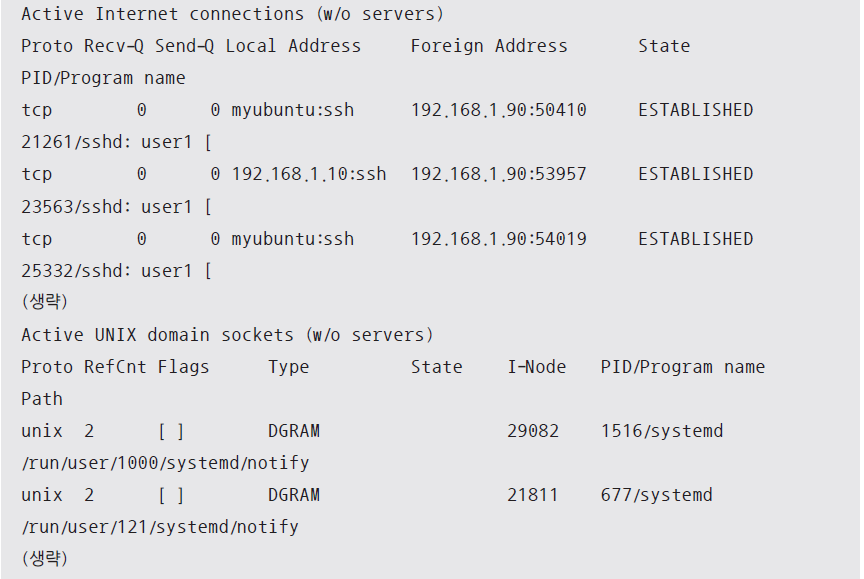 Active Internet connections (w/o servers)
Proto Recv-Q Send-Q Local Address     Foreign Address       State
PID/Program name
tcp        0      0 myubuntu:ssh      192.168.1.90:50410     ESTABLISHED
21261/sshd: user1 [
tcp        0      0 192.168.1.10:ssh  192.168.1.90:53957     ESTABLISHED
23563/sshd: user1 [
tcp        0      0 myubuntu:ssh      192.168.1.90:54019     ESTABLISHED
25332/sshd: user1 [
(생략)
Active UNIX domain sockets (w/o servers)
Proto RefCnt Flags      Type          State     I-Node   PID/Program name
Path
unix  2      [ ]        DGRAM                   29082    1516/systemd
/run/user/1000/systemd/notify
unix  2      [ ]        DGRAM                   21811    677/systemd
/run/user/121/systemd/notify
(생략)